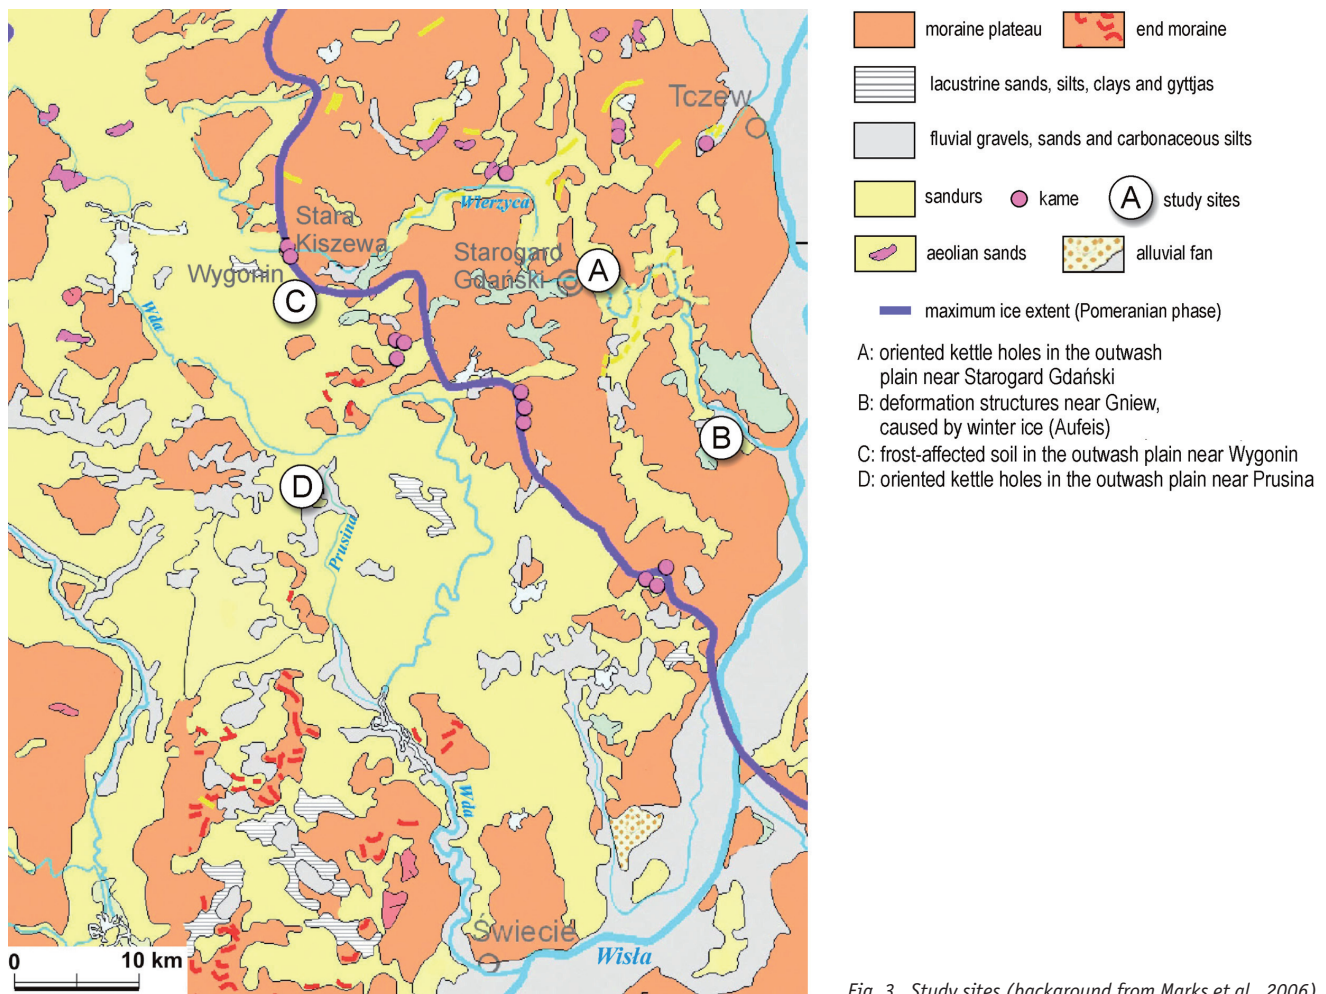 Tczew
Wierzyca
Stara
Kiszewa
Wygonin
Starogard
Gdański
A
C
Wda
B
D
Prusina
Wda
Świecie
Wisła
0 10 km
moraine plateau end moraine
lacustrine sands, silts, clays and gyttjas
fluvial gravels, sands and carbonaceous silts
sandurs kame A study sites
aeolian sands alluvial fan
maximum ice extent (Pomeranian phase)
A: oriented kettle holes in the outwash
plain near Starogard Gdański
B: deformation structures near Gniew,
caused by winter ice (Aufeis)
C: frost-affected soil in the outwash plain near Wygonin
D: oriented kettle holes in the outwash plain near Prusina
Fig. 3. Study sites (background from Marks et al., 2006)